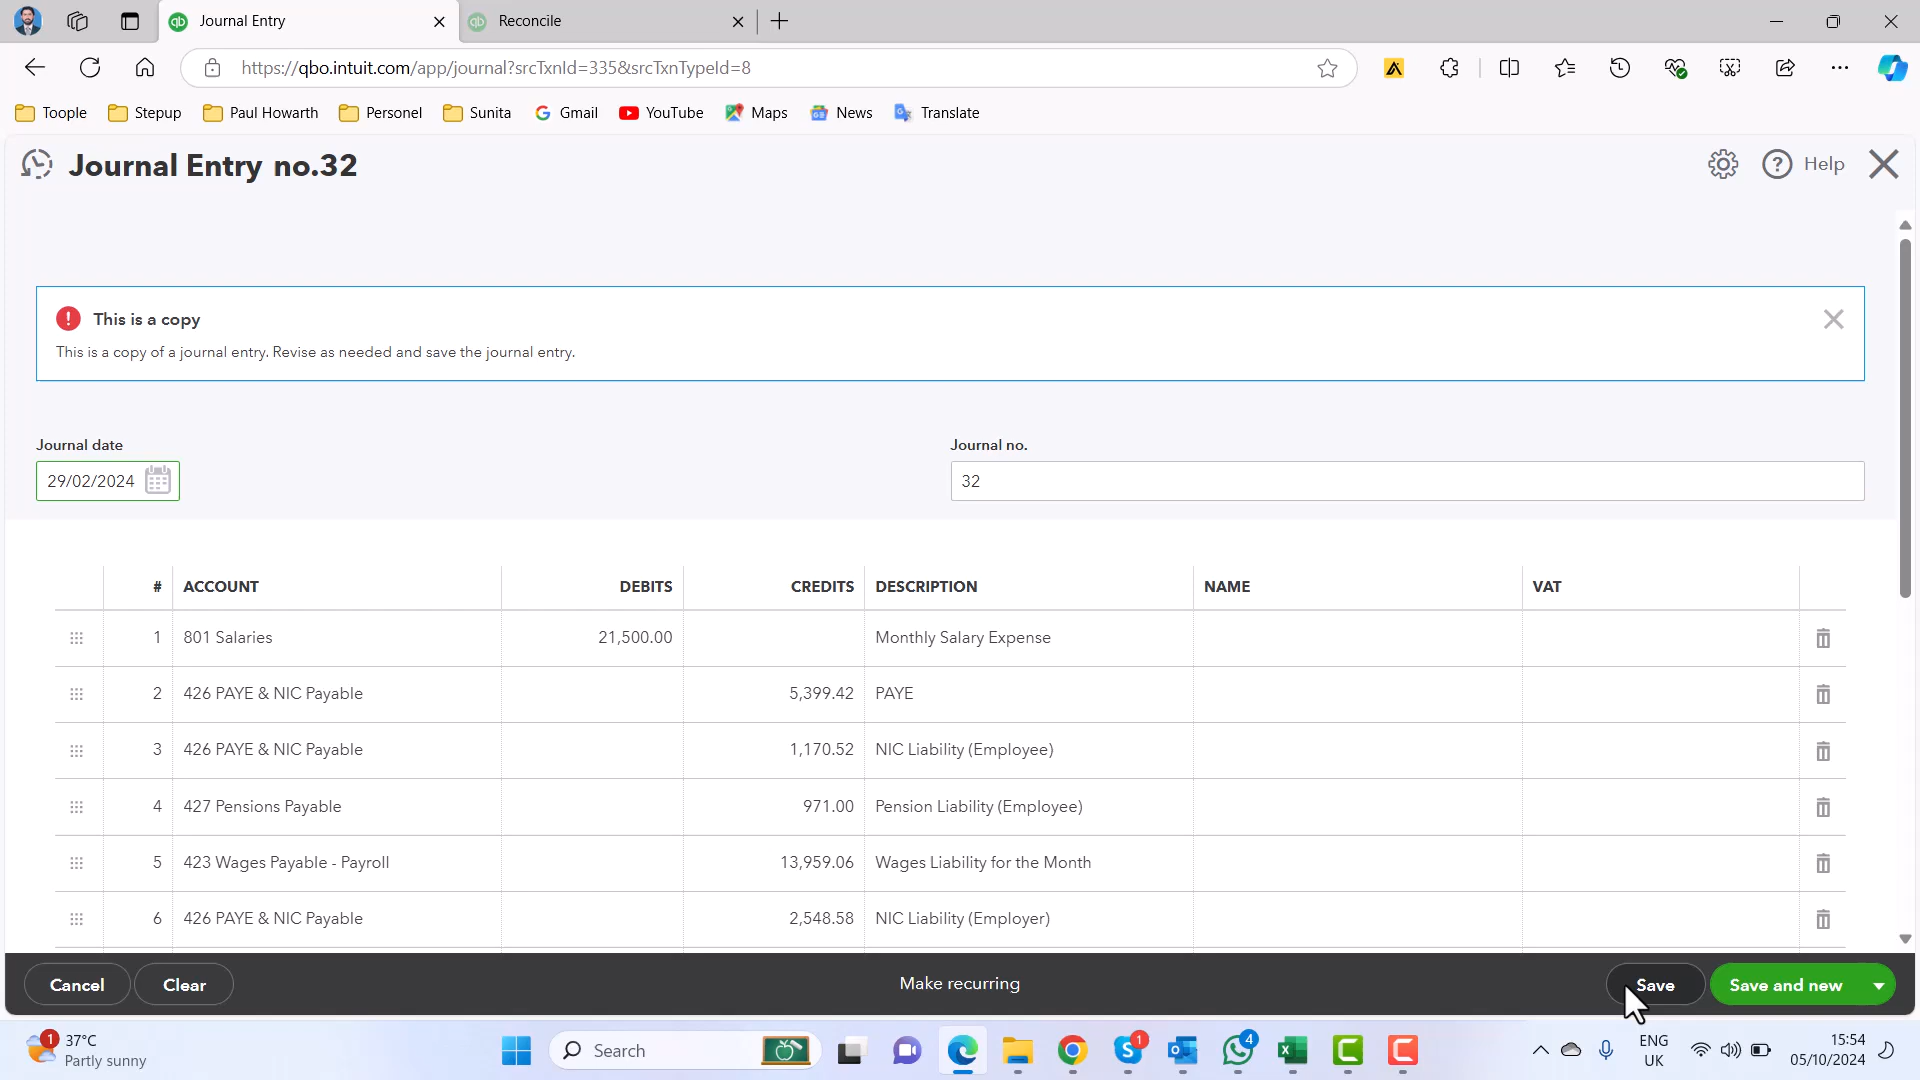 Journal Entry
Reconcile
https://qbo.intuit.com/app/journal?srcTxnId=335&srcTxnTypeId=8
Toople Stepup Paul Howarth Personel Sunita Gmail YouTube Maps News Translate
Journal Entry no.32
Help
This is a copy
This is a copy of a journal entry. Revise as needed and save the journal entry.
Journal date
Journal no.
29/02/2024
32
# ACCOUNT DEBITS CREDITS DESCRIPTION NAME VAT
1 801 Salaries 21,500.00 Monthly Salary Expense
2 426 PAYE & NIC Payable 5,399.42 PAYE
3 426 PAYE & NIC Payable 1,170.52 NIC Liability (Employee)
4 427 Pensions Payable 971.00 Pension Liability (Employee)
5 423 Wages Payable - Payroll 13,959.06 Wages Liability for the Month
6 426 PAYE & NIC Payable 2,548.58 NIC Liability (Employer)
Cancel Clear Make recurring Save Save and new
1 37°C
Partly sunny
Search
1
4
ENG
UK
15:54
05/10/2024